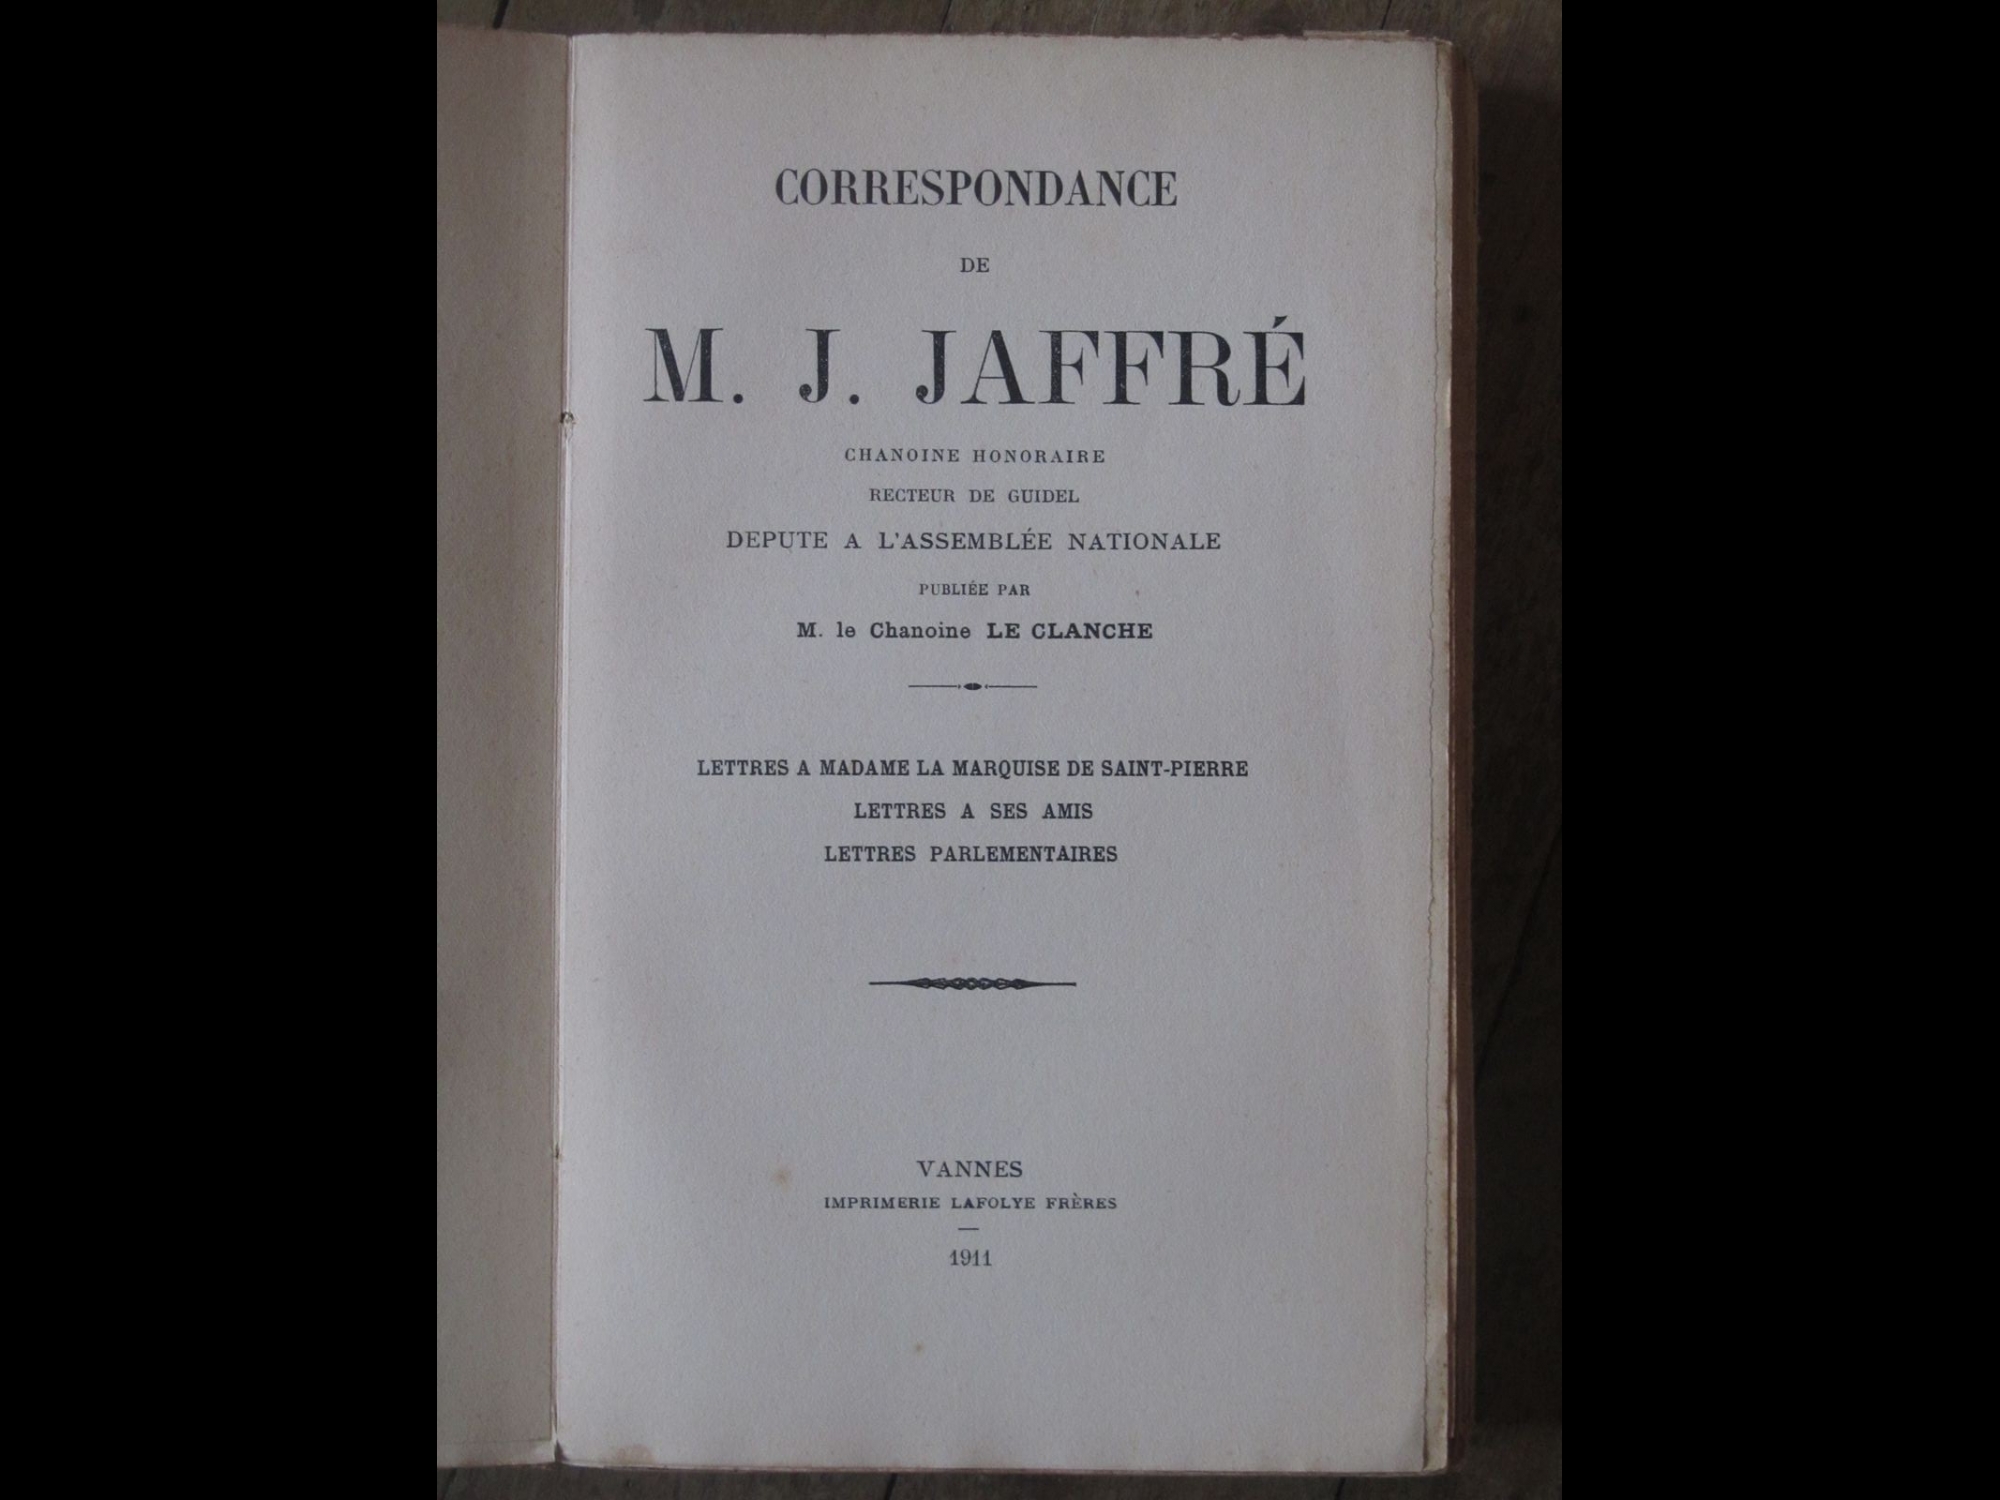 CORRESPONDANCE
DE
M. J. JAFFRÉ
CHANOINE HONORAIRE
RECTEUR DE GUIDEL
DEPUTE A L'ASSEMBLÉE NATIONALE
PUBLIÉE PAR
M. le Chanoine LE CLANCHE
LETTRES A MADAME LA MARQUISE DE SAINT-PIERRE
LETTRES A SES AMIS
LETTRES PARLEMENTAIRES
VANNES
IMPRIMERIE LAFOLYE FRÈRES
1911